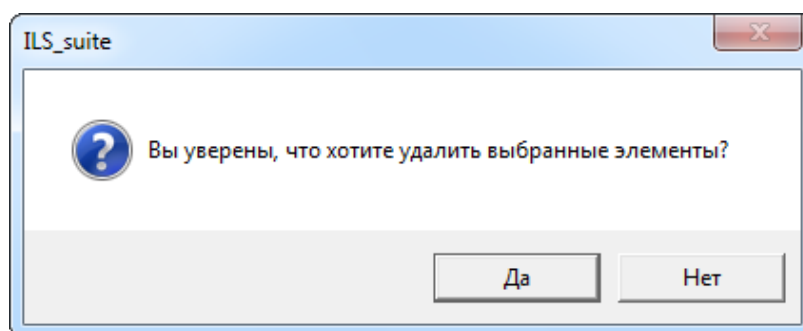 ILS_suite
Вы уверены, что хотите удалить выбранные элементы?
Да
Нет